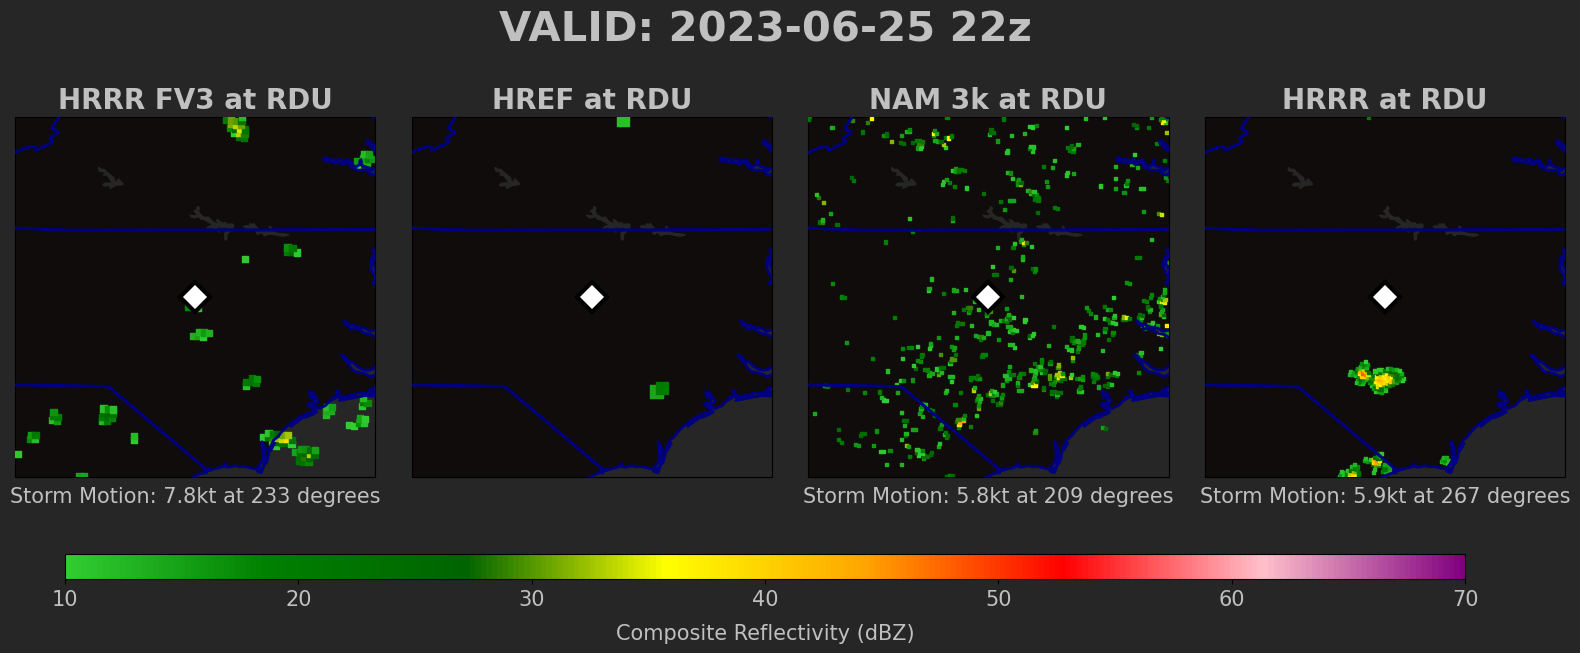 VALID: 2023-06-25 22z
HRRR FV3 at RDU
HREF at RDU
NAM 3k at RDU
HRRR at RDU
Storm Motion: 7.8kt at 233 degrees
Storm Motion: 5.8kt at 209 degrees
Storm Motion: 5.9kt at 267 degrees
10 20 30 40 50 60 70
Composite Reflectivity (dBZ)